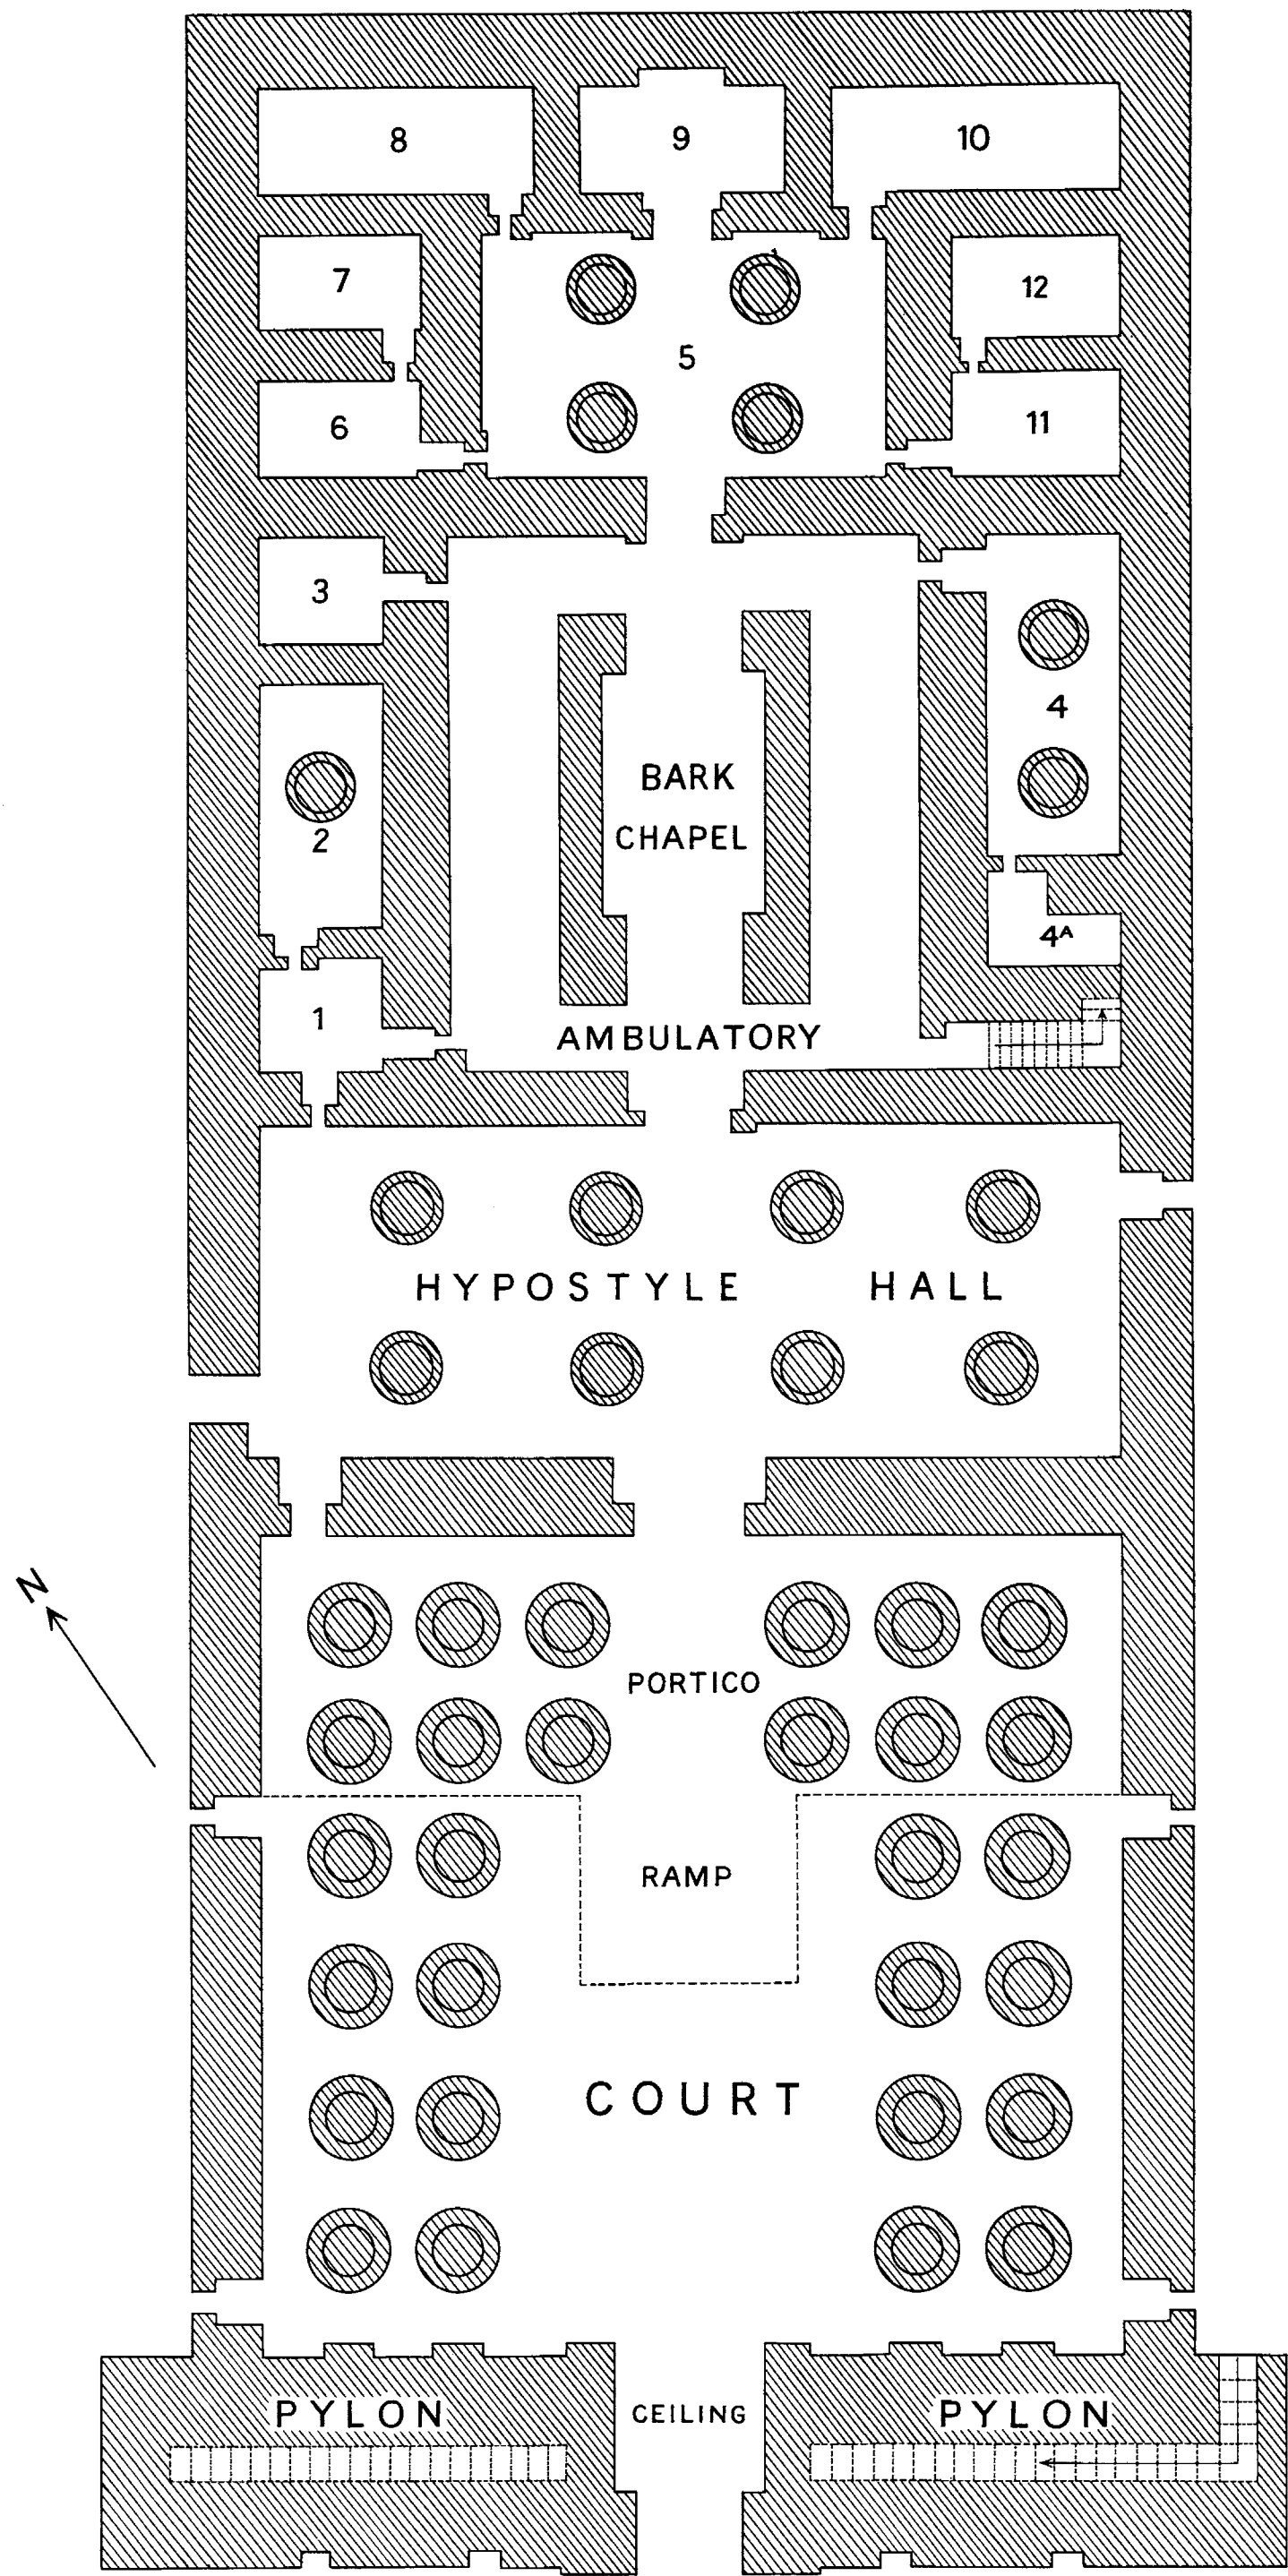 8 9 10
7 12
5
6 11
3
4
BARK
CHAPEL
2
4A
1
AMBULATORY
HYPOSTYLE HALL
N
PORTICO
RAMP
COURT
PYLON CEILING PYLON